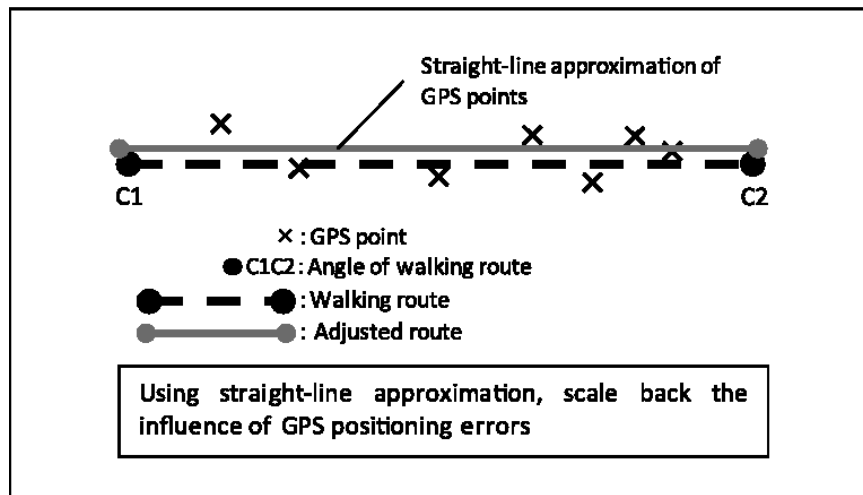 Straight-line approximation of
GPS points
C1
C2
×: GPS point
●C1C2: Angle of walking route
: Walking route
: Adjusted route
Using straight-line approximation, scale back the
influence of GPS positioning errors